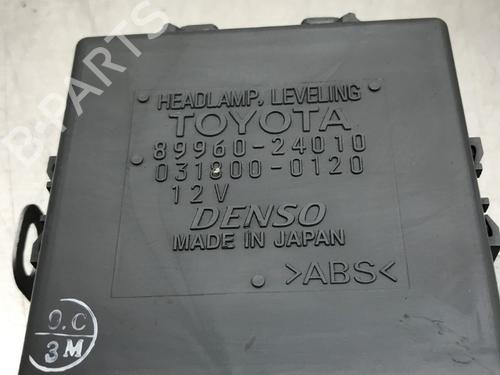 B-PARTS
HEADLAMP, LEVELING
TOYOTA
89960-24010
031800-0120
12V
DENSO
MADE IN JAPAN
>ABS<
O.C
3M